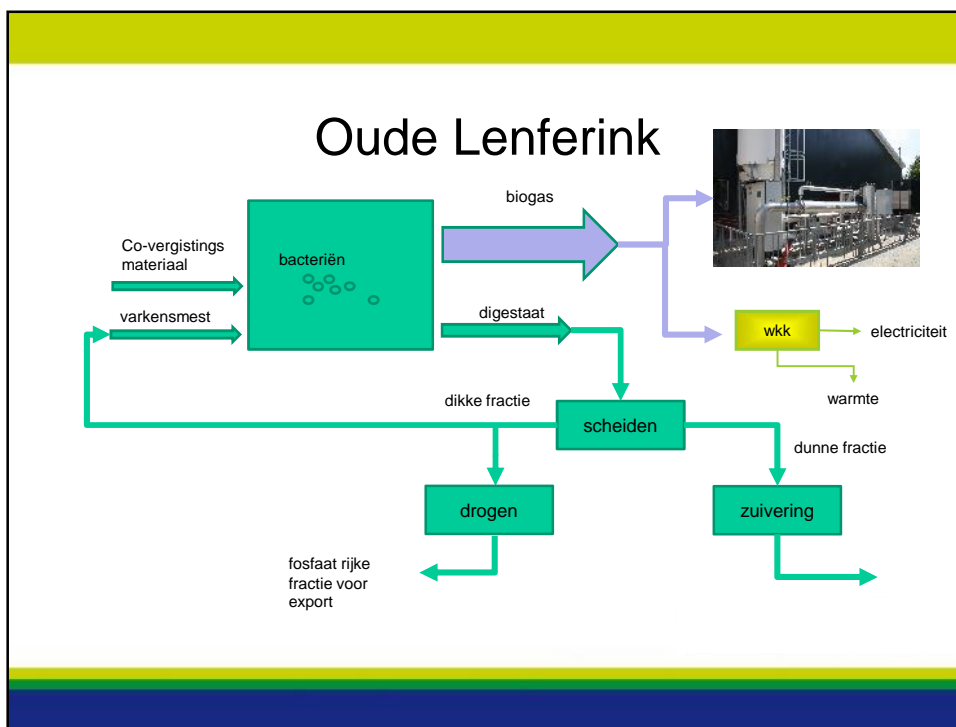 Oude Lenferink
biogas
Co-vergistings
materiaal
bacteriën
varkensmest
digestaat
wkk
electriciteit
warmte
dikke fractie
scheiden
dunne fractie
drogen
zuivering
fosfaat rijke
fractie voor
export